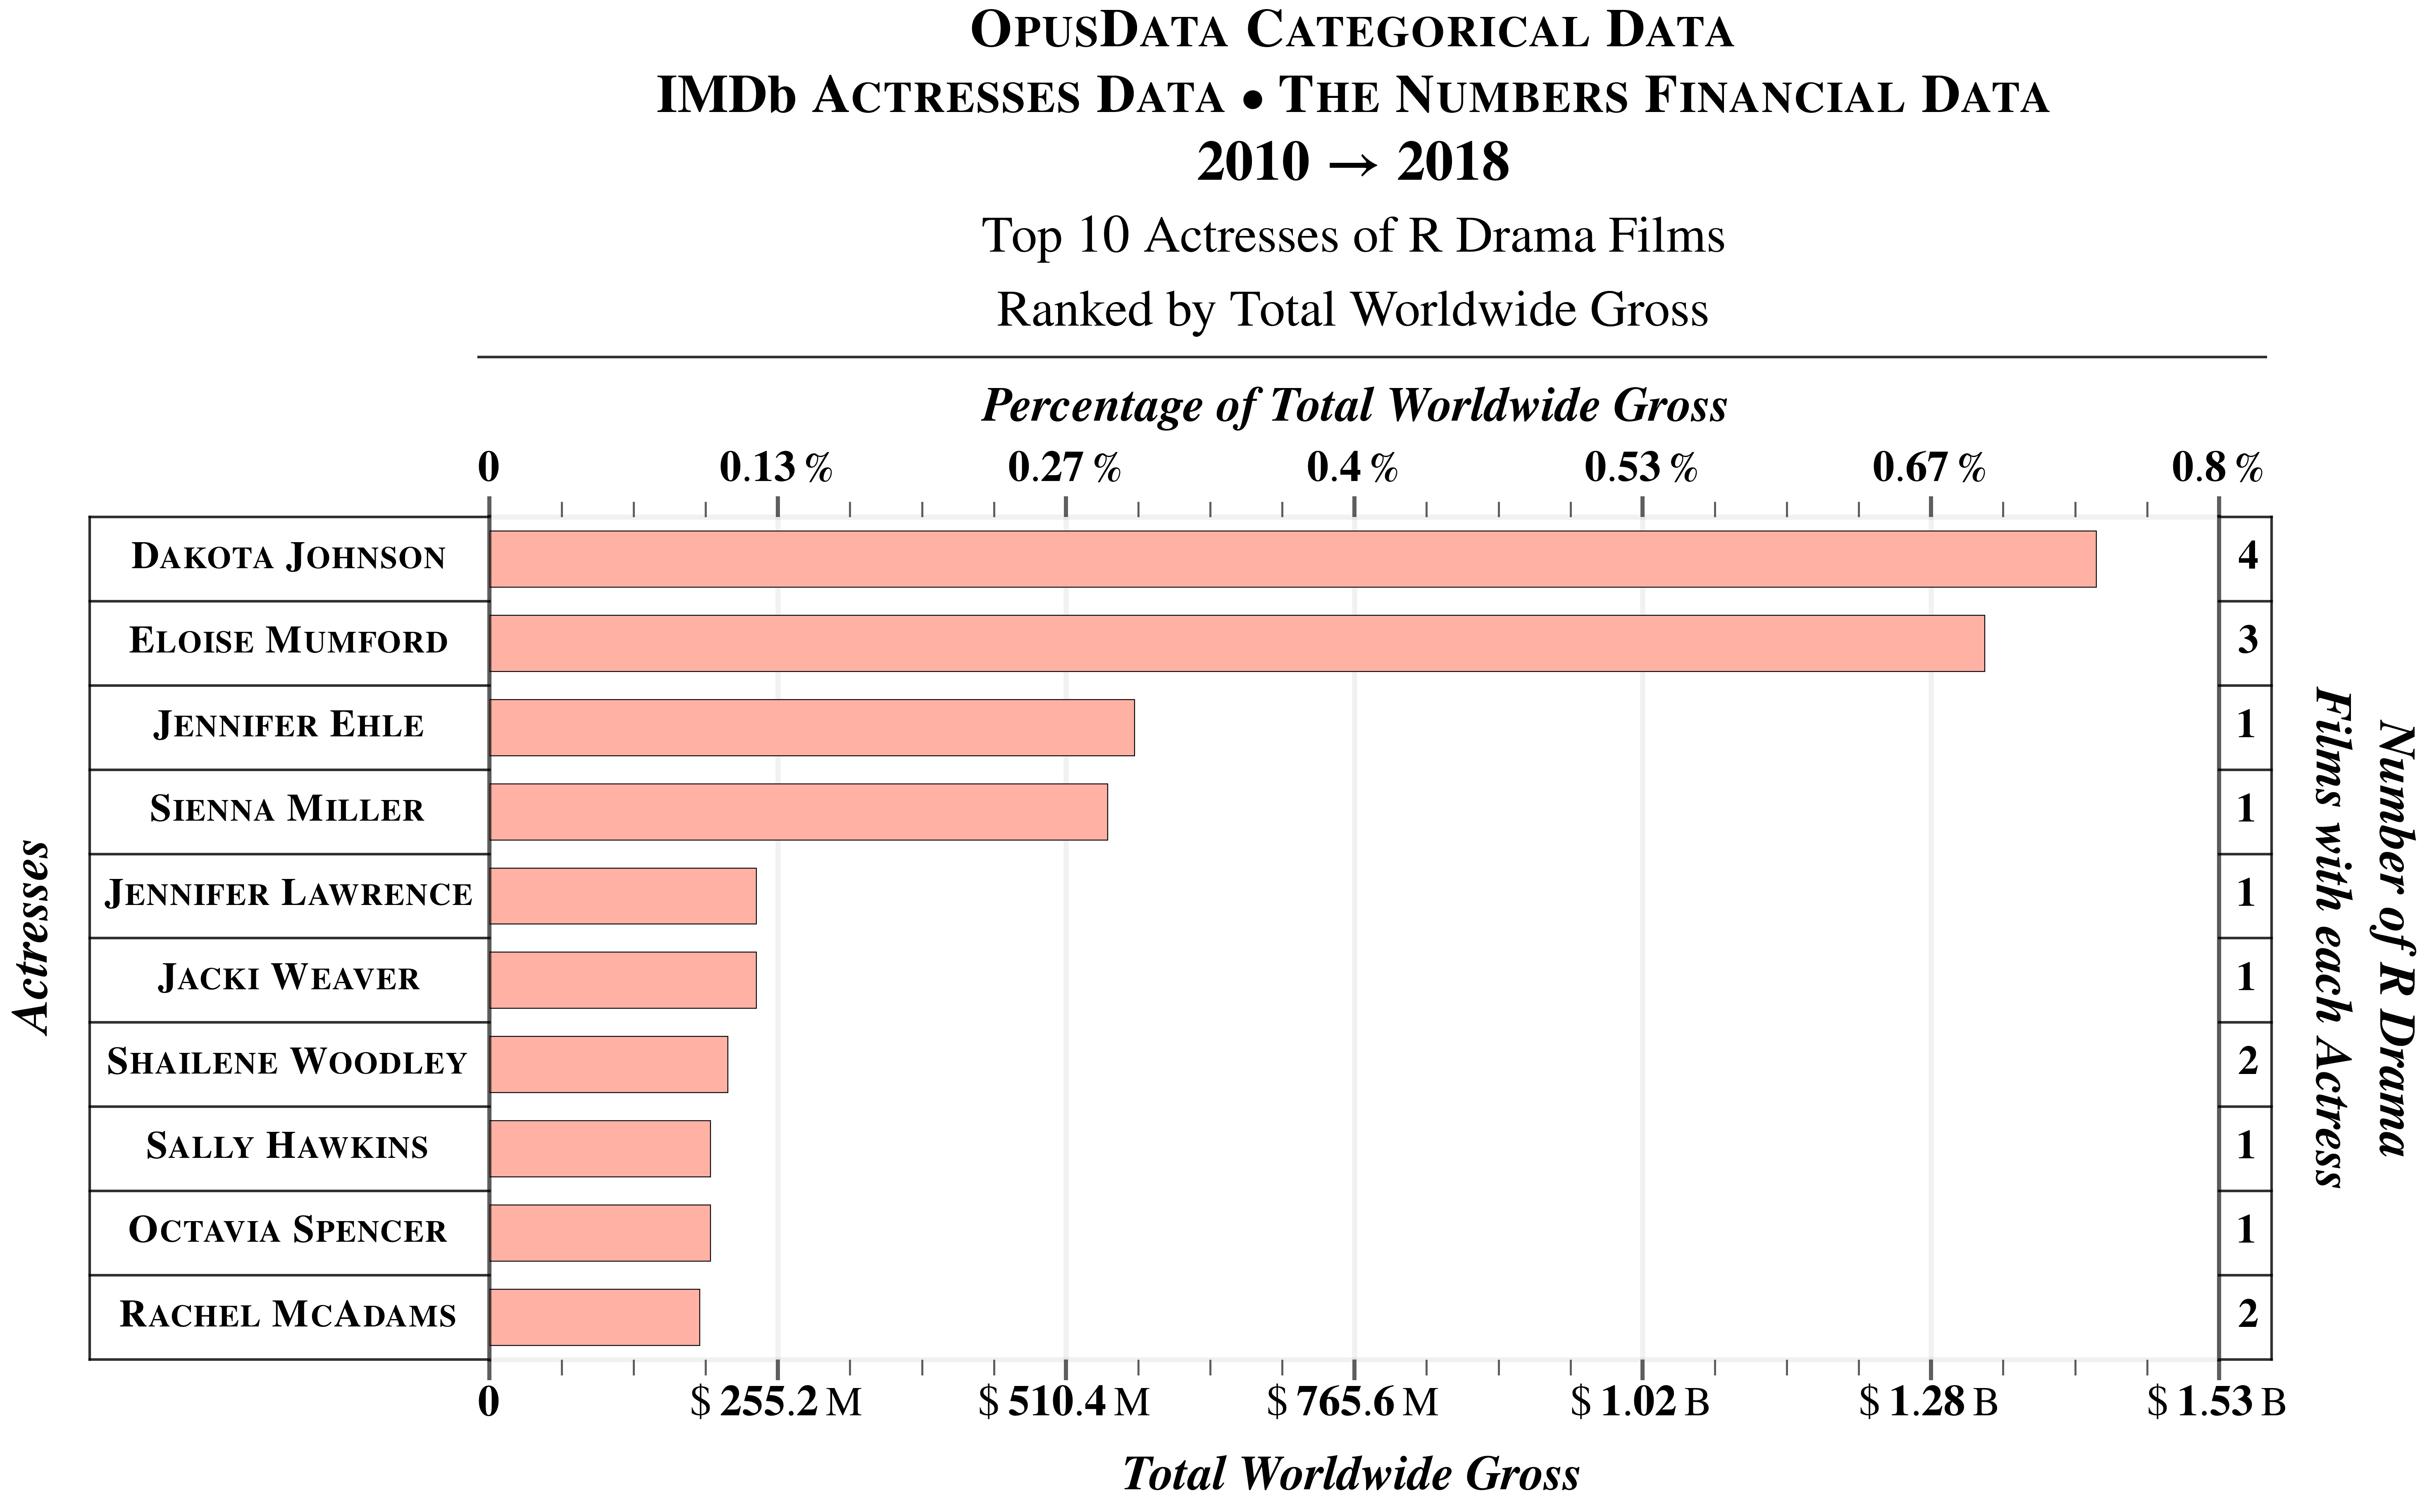 OpusData Categorical Data
IMDb Actresses Data • The Numbers Financial Data
2010 → 2018
Top 10 Actresses of R Drama Films
Ranked by Total Worldwide Gross
Percentage of Total Worldwide Gross
0 0.13 % 0.27 % 0.4 % 0.53 % 0.67 % 0.8 %
Dakota Johnson 4
Eloise Mumford 3
Jennifer Ehle 1
Sienna Miller 1
Jennifer Lawrence 1
Jacki Weaver 1
Shailene Woodley 2
Sally Hawkins 1
Octavia Spencer 1
Rachel McAdams 2
Actresses
Number of R Drama
Films with each Actress
0 $ 255.2 M $ 510.4 M $ 765.6 M $ 1.02 B $ 1.28 B $ 1.53 B
Total Worldwide Gross